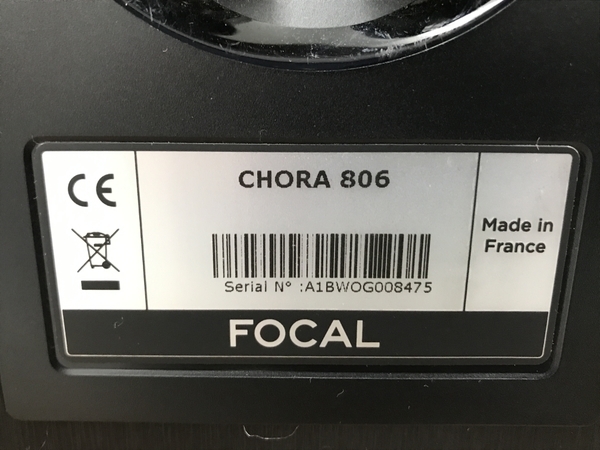 CE
CHORA 806
Serial N° :A1BWOG008475
Made in
France
FOCAL